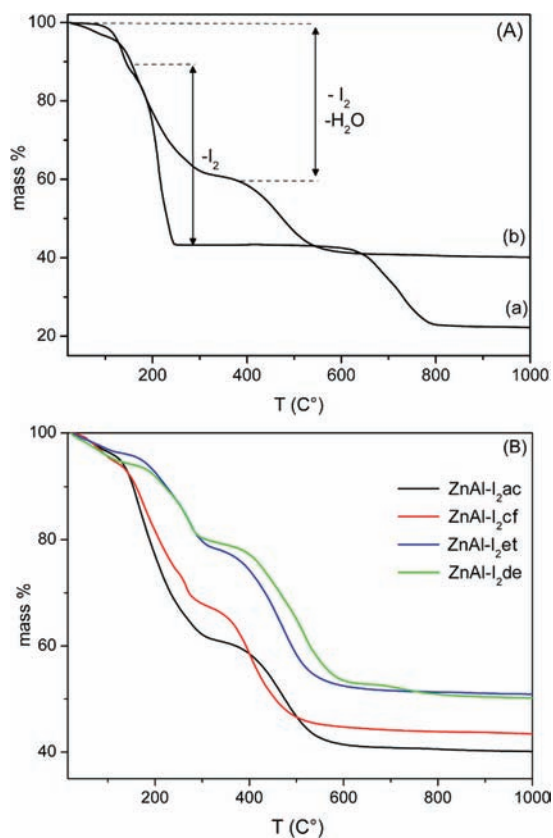 (A)
100
80
60
40
20
mass %
- I₂
-H₂O
-I₂
(b)
(a)
200 400 600 800 1000
T (C°)
(B)
100
80
60
40
mass %
ZnAl-I₂ac
ZnAl-I₂cf
ZnAl-I₂et
ZnAl-I₂de
200 400 600 800 1000
T (C°)